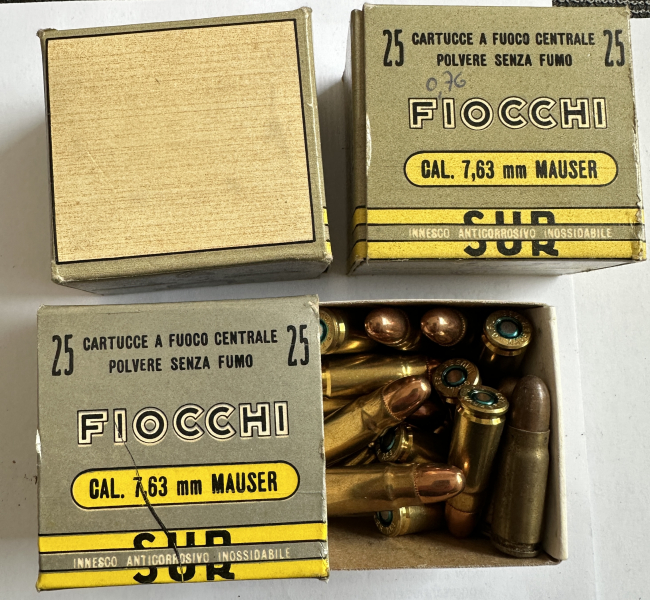 25 CARTUCCE A FUOCO CENTRALE 25
POLVERE SENZA FUMO
0,76
FIOCCHI
CAL. 7,63 mm MAUSER
SUR
INNESCO ANTICORROSIVO INOSSIDABILE
25 CARTUCCE A FUOCO CENTRALE 25
POLVERE SENZA FUMO
FIOCCHI
CAL. 7,63 mm MAUSER
SUR
INNESCO ANTICORROSIVO INOSSIDABILE